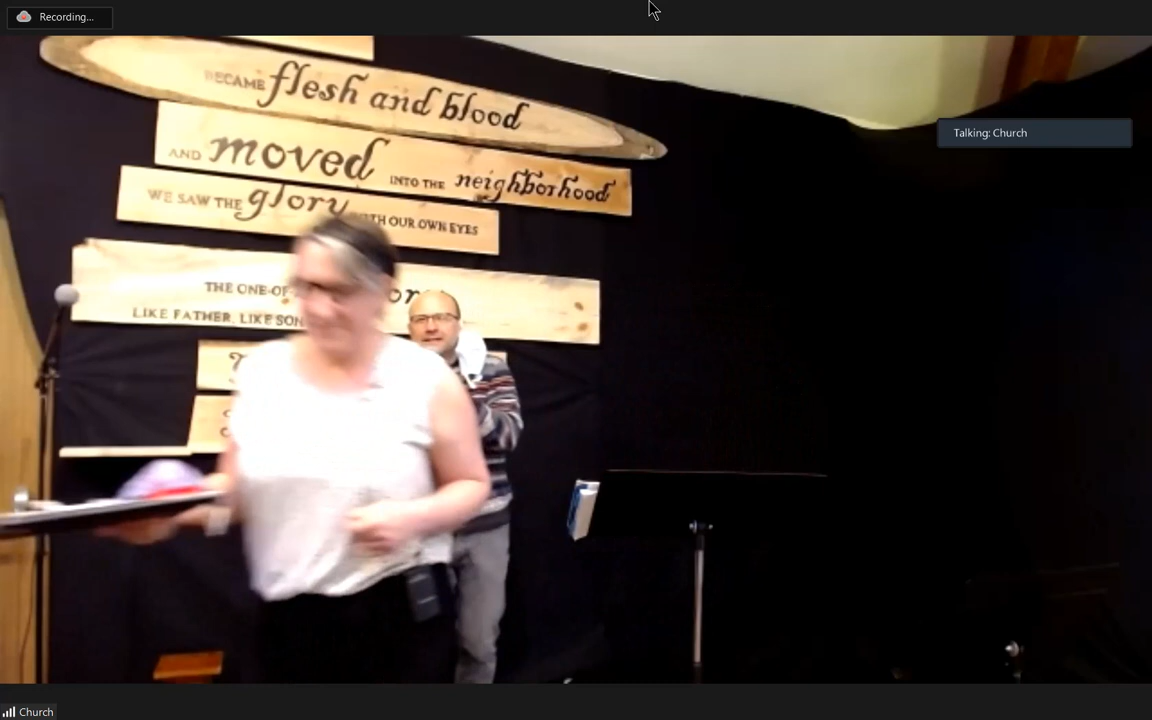 Recording...
BECAME flesh and blood
Talking: Church
AND moved INTO THE neighborhood
WE SAW THE glory WITH OUR OWN EYES
THE ONE-OF-
LIKE FATHER, LIKE SON
Church